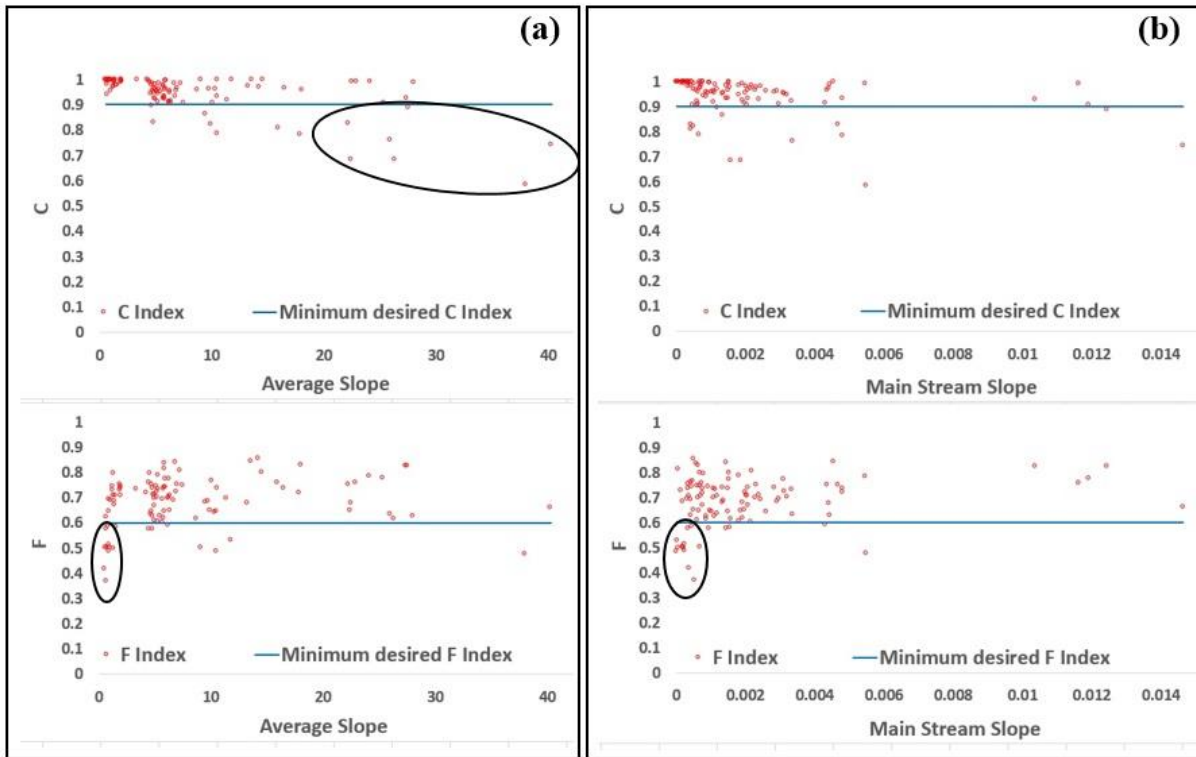 (a)
1
0.9
0.8
0.7
0.6
0.5
0.4
0.3
0.2
0.1
0
C
C Index
Minimum desired C Index
0 10 20 30 40
Average Slope
1
0.9
0.8
0.7
0.6
0.5
0.4
0.3
0.2
0.1
0
F
F Index
Minimum desired F Index
0 10 20 30 40
Average Slope
(b)
1
0.9
0.8
0.7
0.6
0.5
0.4
0.3
0.2
0.1
0
C
C Index
Minimum desired C Index
0 0.002 0.004 0.006 0.008 0.01 0.012 0.014
Main Stream Slope
1
0.9
0.8
0.7
0.6
0.5
0.4
0.3
0.2
0.1
0
F
F Index
Minimum desired F Index
0 0.002 0.004 0.006 0.008 0.01 0.012 0.014
Main Stream Slope